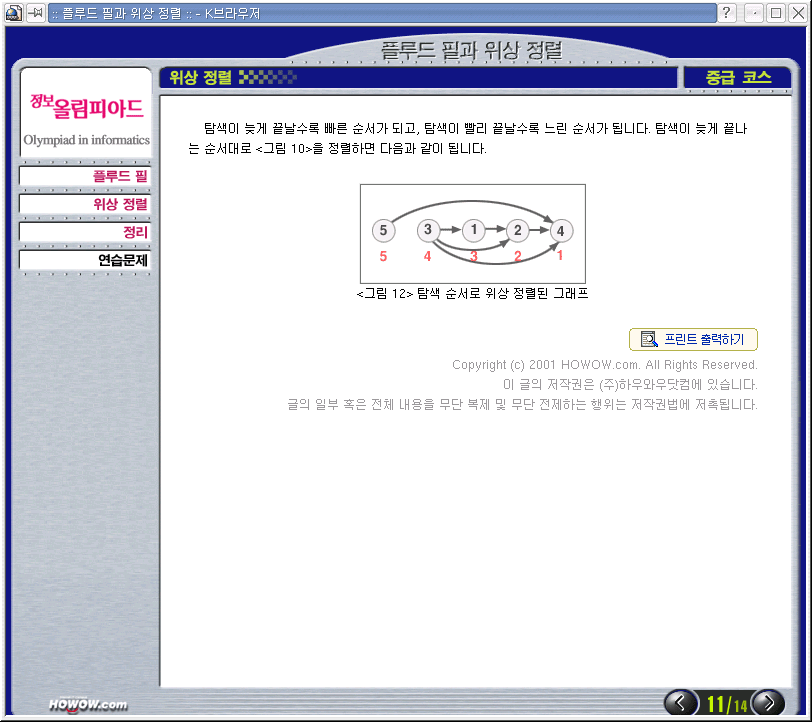 :: 플루드 필과 위상 정렬 :: - K브라우저
플루드 필과 위상 정렬
정보올림피아드
Olympiad in informatics
플루드 필
위상 정렬
정리
연습문제
위상 정렬
중급 코스
탐색이 늦게 끝날수록 빠른 순서가 되고, 탐색이 빨리 끝날수록 느린 순서가 됩니다. 탐색이 늦게 끝나
는 순서대로 <그림 10>을 정렬하면 다음과 같이 됩니다.
5 3 1 2 4
5 4 3 2 1
<그림 12> 탐색 순서로 위상 정렬된 그래프
프린트 출력하기
Copyright (c) 2001 HOWOW.com. All Rights Reserved.
이 글의 저작권은 (주)하우와우닷컴에 있습니다.
글의 일부 혹은 전체 내용을 무단 복제 및 무단 전제하는 행위는 저작권법에 저촉됩니다.
HOWOW.com
11/14